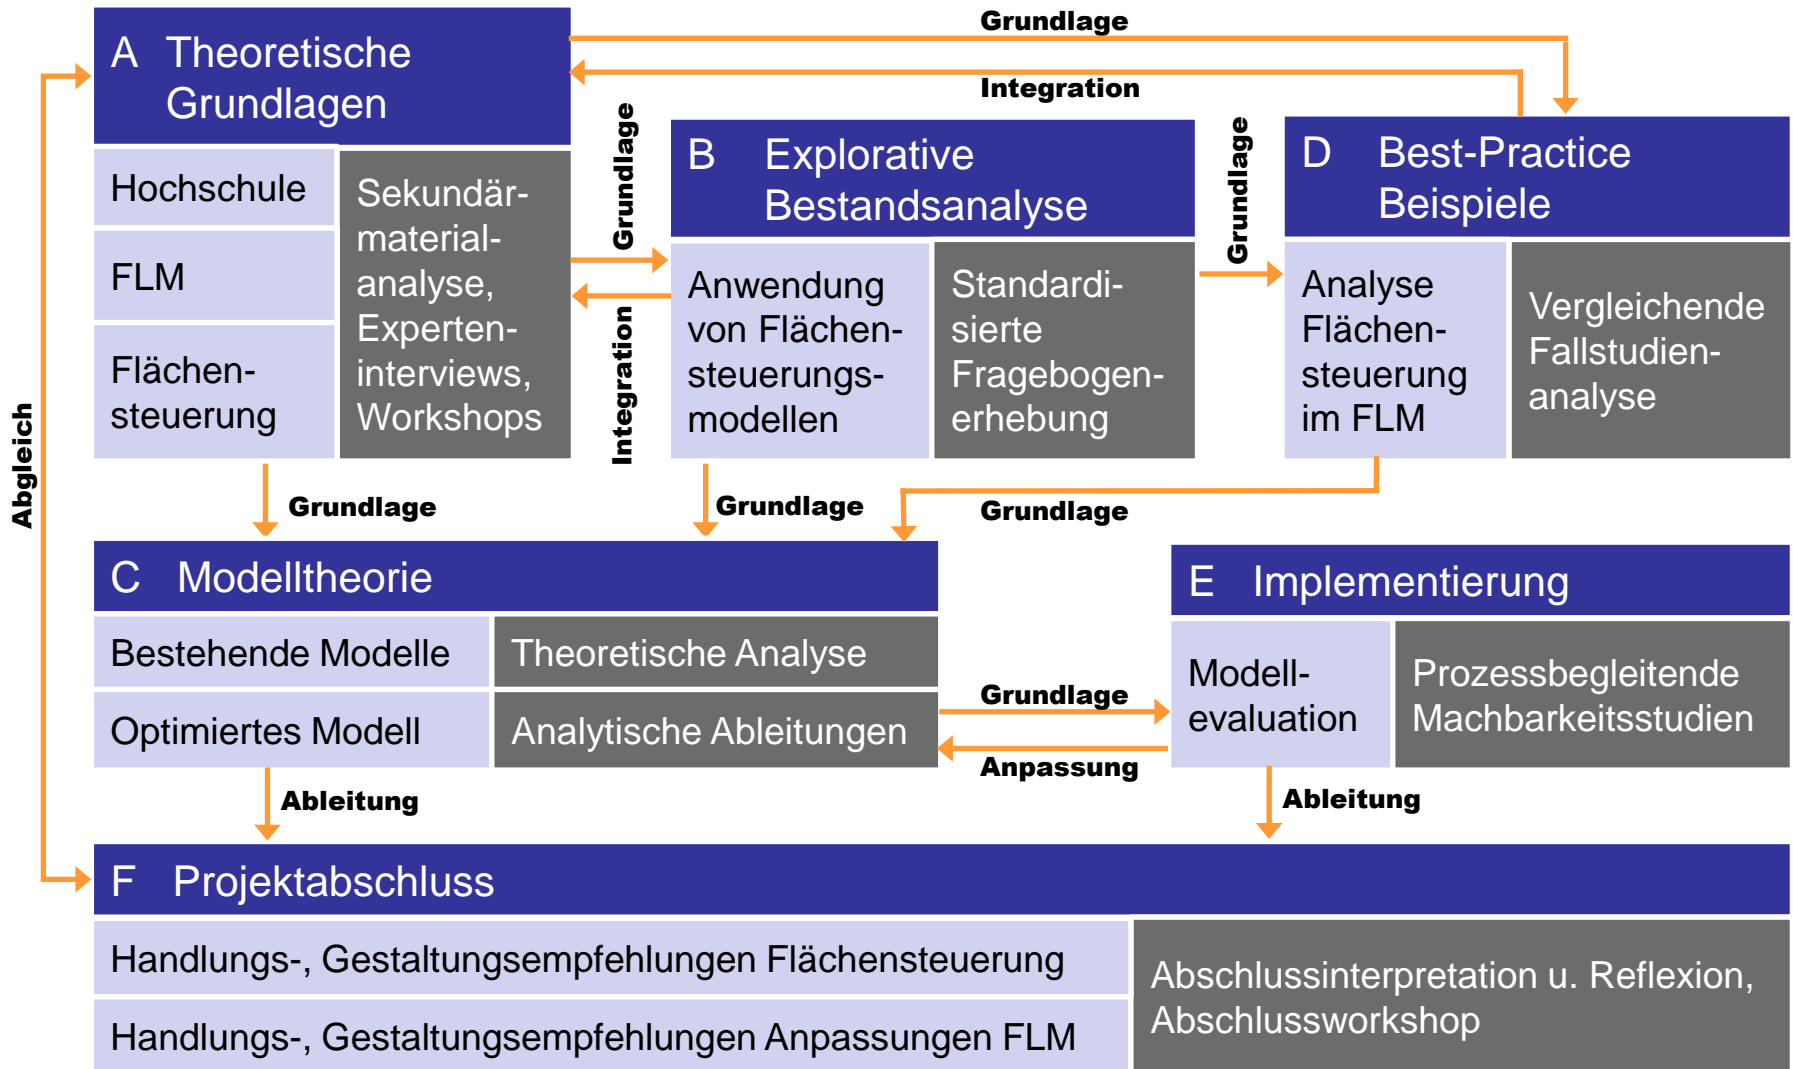 Grundlage
A Theoretische
Grundlagen
Integration
Hochschule
FLM
Flächen-
steuerung
Sekundär-
material-
analyse,
Experten-
interviews,
Workshops
Grundlage
Integration
B Explorative
Bestandsanalyse
Anwendung
von Flächen-
steuerungs-
modellen
Standardi-
sierte
Fragebogen-
erhebung
Grundlage
D Best-Practice
Beispiele
Analyse
Flächen-
steuerung
im FLM
Vergleichende
Fallstudien-
analyse
Abgleich
Grundlage
Grundlage
Grundlage
C Modelltheorie
Bestehende Modelle
Theoretische Analyse
Optimiertes Modell
Analytische Ableitungen
Grundlage
Anpassung
E Implementierung
Modell-
evaluation
Prozessbegleitende
Machbarkeitsstudien
Ableitung
Ableitung
F Projektabschluss
Handlungs-, Gestaltungsempfehlungen Flächensteuerung
Handlungs-, Gestaltungsempfehlungen Anpassungen FLM
Abschlussinterpretation u. Reflexion,
Abschlussworkshop